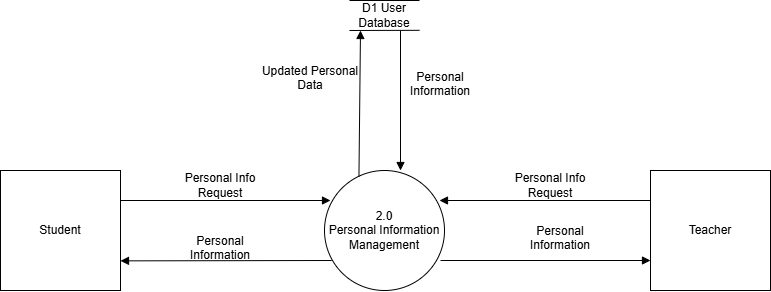 D1 User
Database
Updated Personal
Data
Personal
Information
Personal Info
Request
Personal Info
Request
Student
2.0
Personal Information
Management
Teacher
Personal
Information
Personal
Information